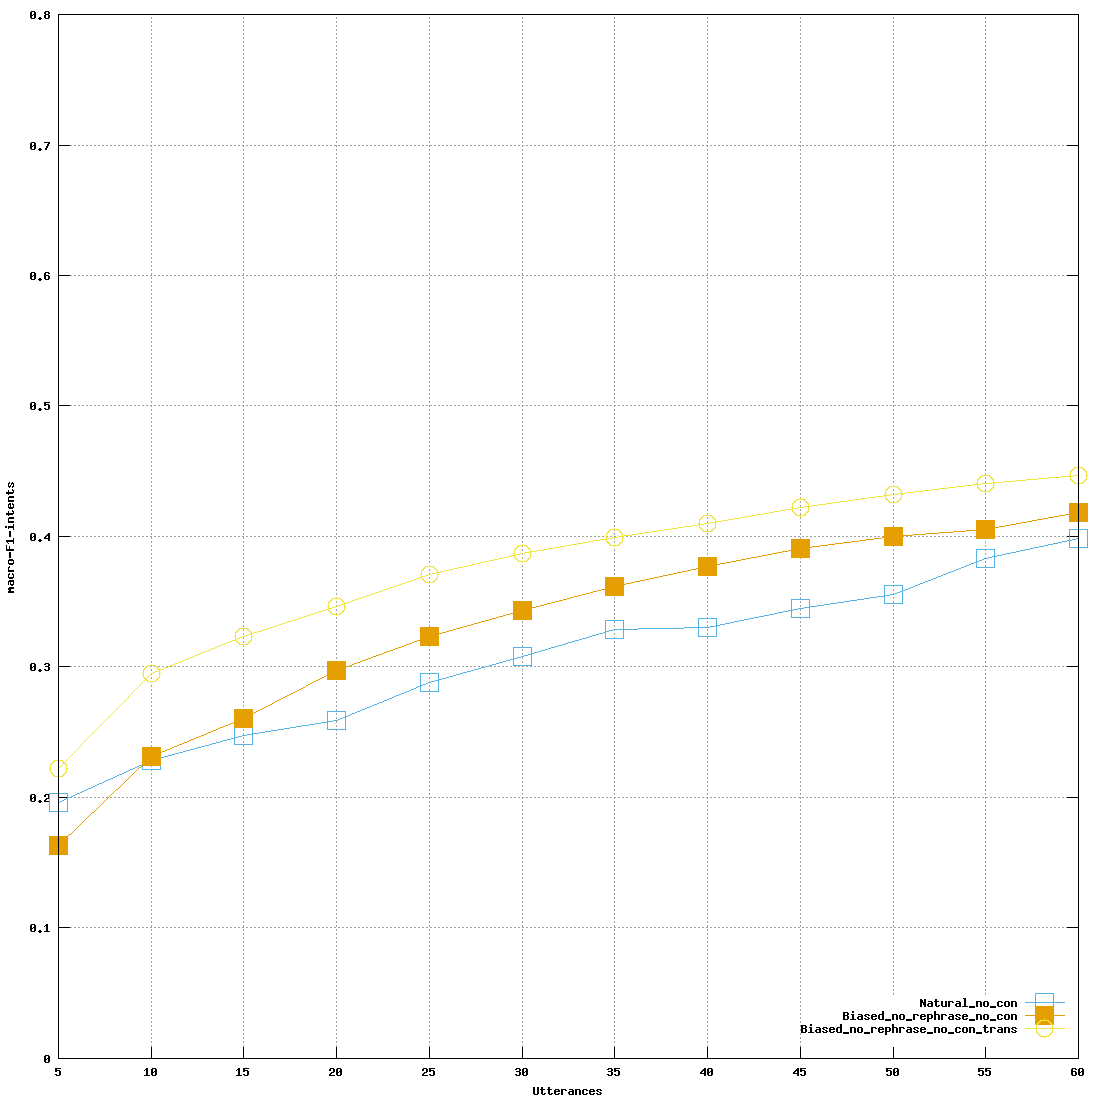 0.8
0.7
0.6
0.5
0.4
0.3
0.2
0.1
0
macro-F1-intents
Natural_no_con
Biased_no_rephrase_no_con
Biased_no_rephrase_no_con_trans
5 10 15 20 25 30 35 40 45 50 55 60
Utterances